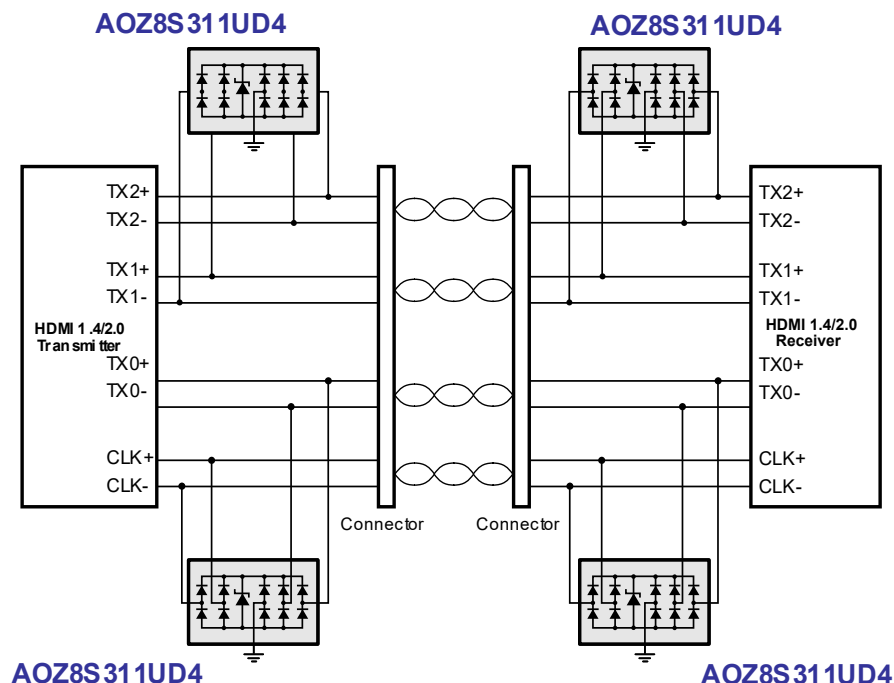 AOZ8S311UD4
AOZ8S311UD4
TX2+
TX2-
TX1+
TX1-
HDMI 1.4/2.0
Transmitter
TX0+
TX0-
CLK+
CLK-
TX2+
TX2-
TX1+
TX1-
HDMI 1.4/2.0
Receiver
TX0+
TX0-
CLK+
CLK-
Connector
Connector
AOZ8S311UD4
AOZ8S311UD4